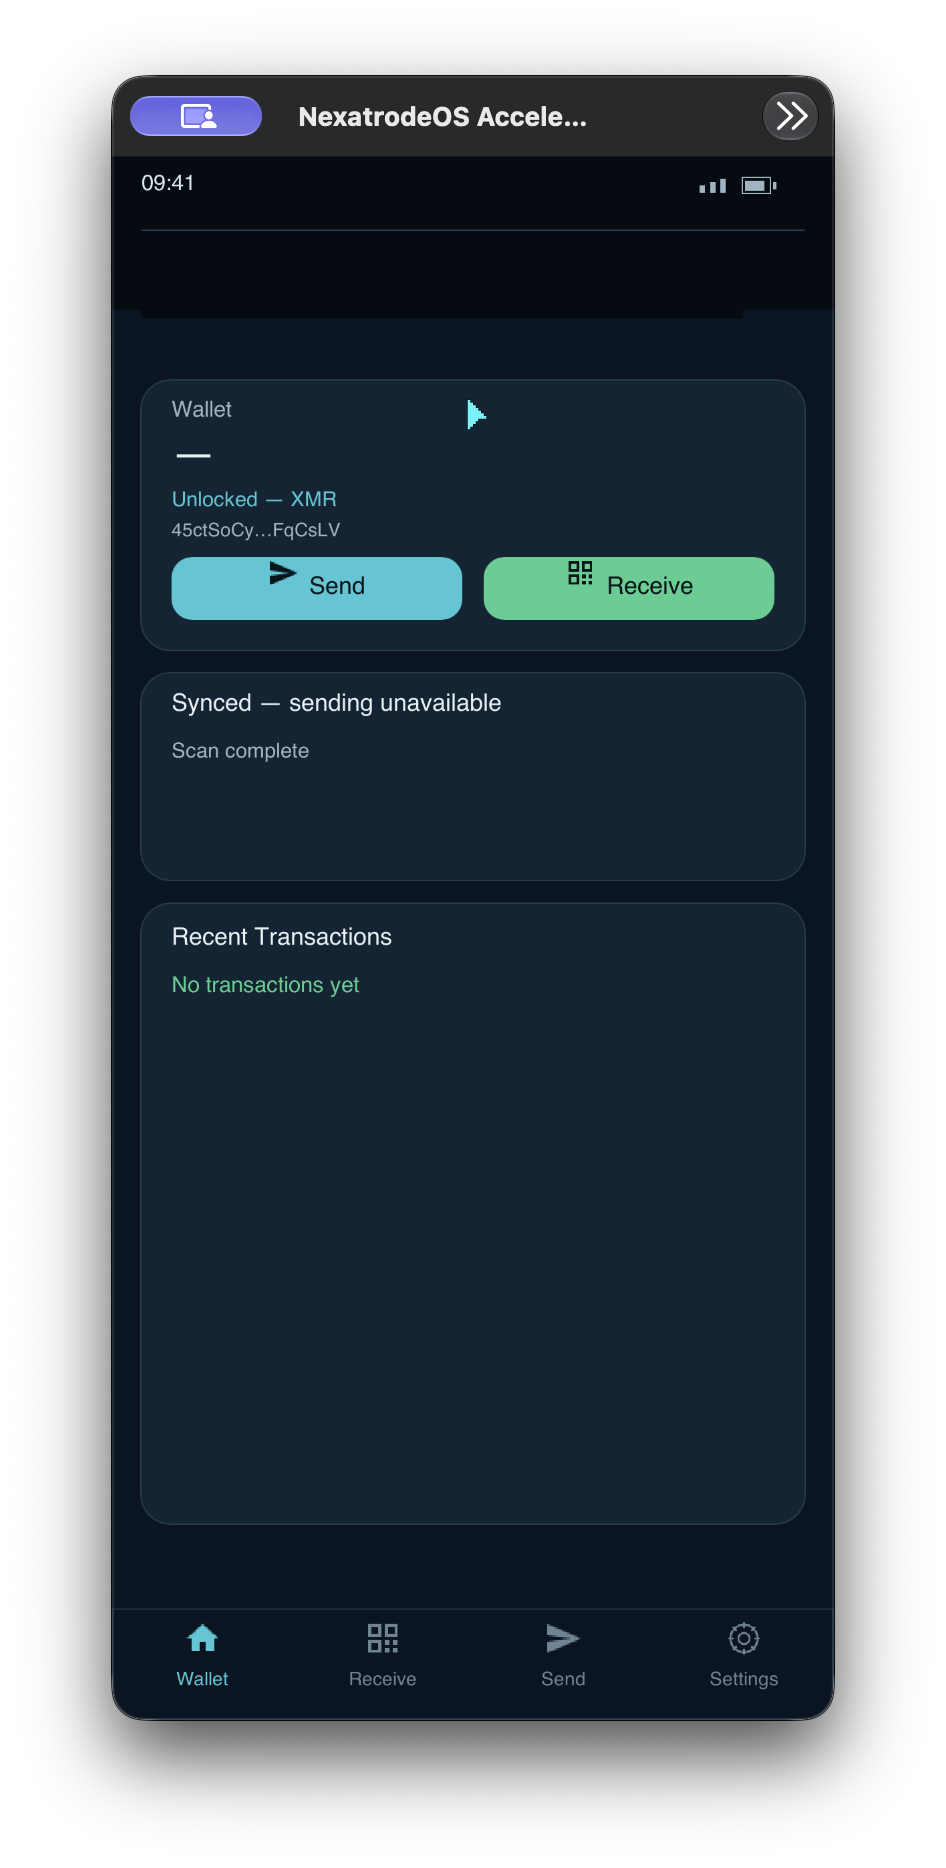 NexatrodeOS Accele...
09:41
Wallet
—
Unlocked — XMR
45ctSoCy...FqCsLV
Send
Receive
Synced — sending unavailable
Scan complete
Recent Transactions
No transactions yet
Wallet
Receive
Send
Settings